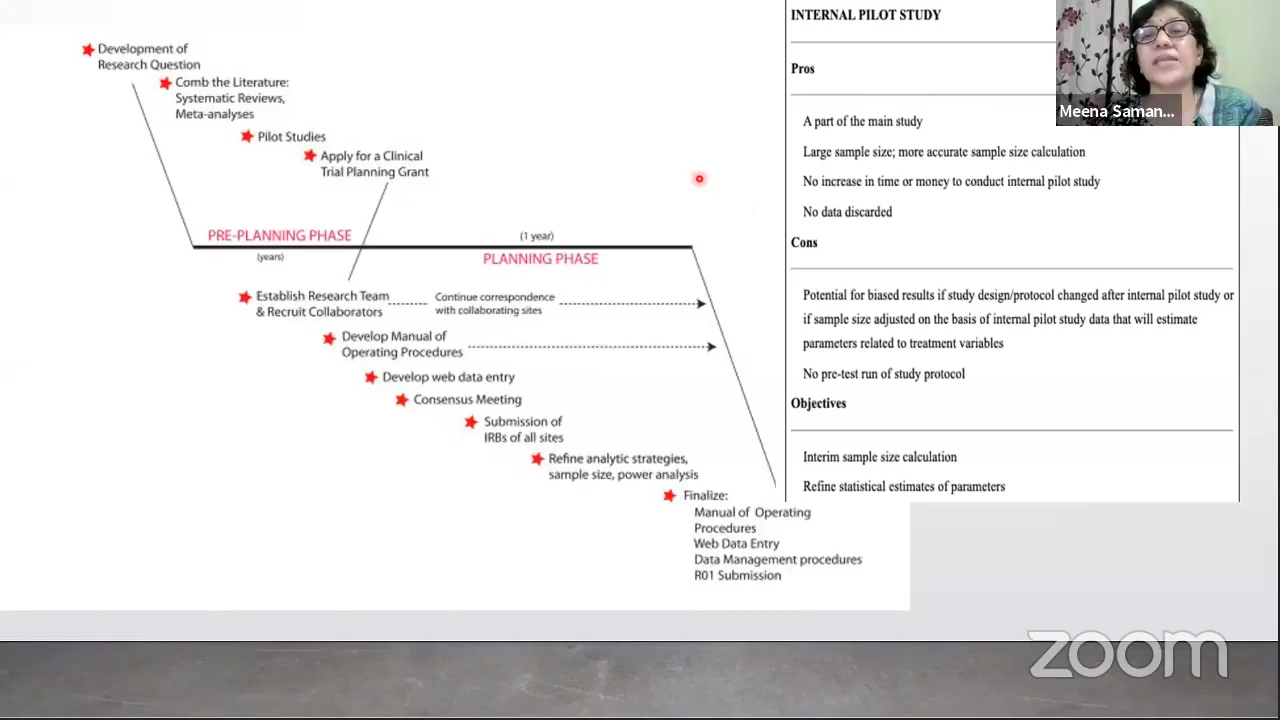 Development of
Research Question
Comb the Literature:
Systematic Reviews,
Meta-analyses
Pilot Studies
Apply for a Clinical
Trial Planning Grant
PRE-PLANNING PHASE
(years)
(1 year)
PLANNING PHASE
Establish Research Team
& Recruit Collaborators
Continue correspondence
with collaborating sites
Develop Manual of
Operating Procedures
Develop web data entry
Consensus Meeting
Submission of
IRBs of all sites
Refine analytic strategies,
sample size, power analysis
Finalize:
Manual of Operating
Procedures
Web Data Entry
Data Management procedures
R01 Submission
INTERNAL PILOT STUDY
Pros
A part of the main study
Large sample size; more accurate sample size calculation
No increase in time or money to conduct internal pilot study
No data discarded
Cons
Potential for biased results if study design/protocol changed after internal pilot study or
if sample size adjusted on the basis of internal pilot study data that will estimate
parameters related to treatment variables
No pre-test run of study protocol
Objectives
Interim sample size calculation
Refine statistical estimates of parameters
Meena Saman...
zoom